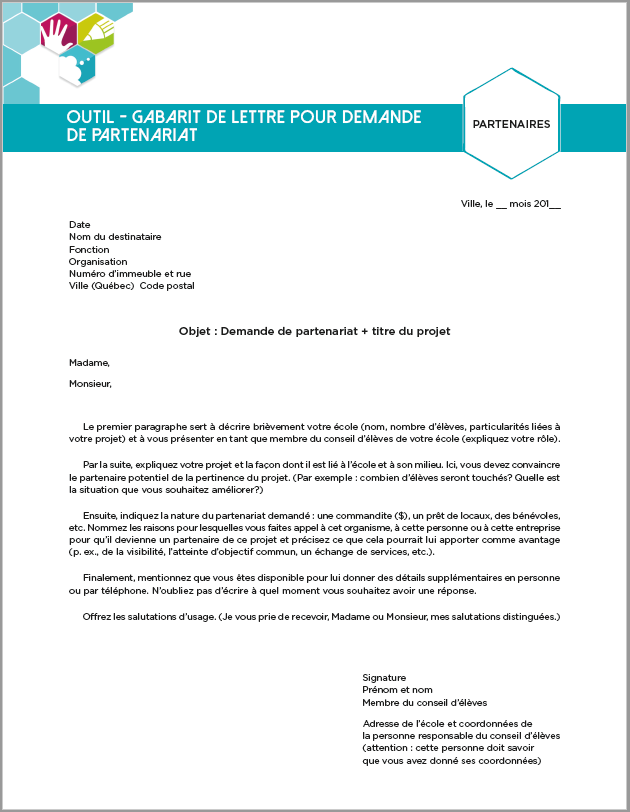 OUTIL – GABARIT DE LETTRE POUR DEMANDE
DE PARTENARIAT
PARTENAIRES
Ville, le __ mois 201__
Date
Nom du destinataire
Fonction
Organisation
Numéro d'immeuble et rue
Ville (Québec)  Code postal
Objet : Demande de partenariat + titre du projet
Madame,
Monsieur,
Le premier paragraphe sert à décrire brièvement votre école (nom, nombre d'élèves, particularités liées à
votre projet) et à vous présenter en tant que membre du conseil d'élèves de votre école (expliquez votre rôle).
Par la suite, expliquez votre projet et la façon dont il est lié à l'école et à son milieu. Ici, vous devez convaincre
le partenaire potentiel de la pertinence du projet. (Par exemple : combien d'élèves seront touchés? Quelle est
la situation que vous souhaitez améliorer?)
Ensuite, indiquez la nature du partenariat demandé : une commandite ($), un prêt de locaux, des bénévoles,
etc. Nommez les raisons pour lesquelles vous faites appel à cet organisme, à cette personne ou à cette entreprise
pour qu'il devienne un partenaire de ce projet et précisez ce que cela pourrait lui apporter comme avantage
(p. ex., de la visibilité, l'atteinte d'objectif commun, un échange de services, etc.).
Finalement, mentionnez que vous êtes disponible pour lui donner des détails supplémentaires en personne
ou par téléphone. N'oubliez pas d'écrire à quel moment vous souhaitez avoir une réponse.
Offrez les salutations d'usage. (Je vous prie de recevoir, Madame ou Monsieur, mes salutations distinguées.)
Signature
Prénom et nom
Membre du conseil d'élèves
Adresse de l'école et coordonnées de
la personne responsable du conseil d'élèves
(attention : cette personne doit savoir
que vous avez donné ses coordonnées)